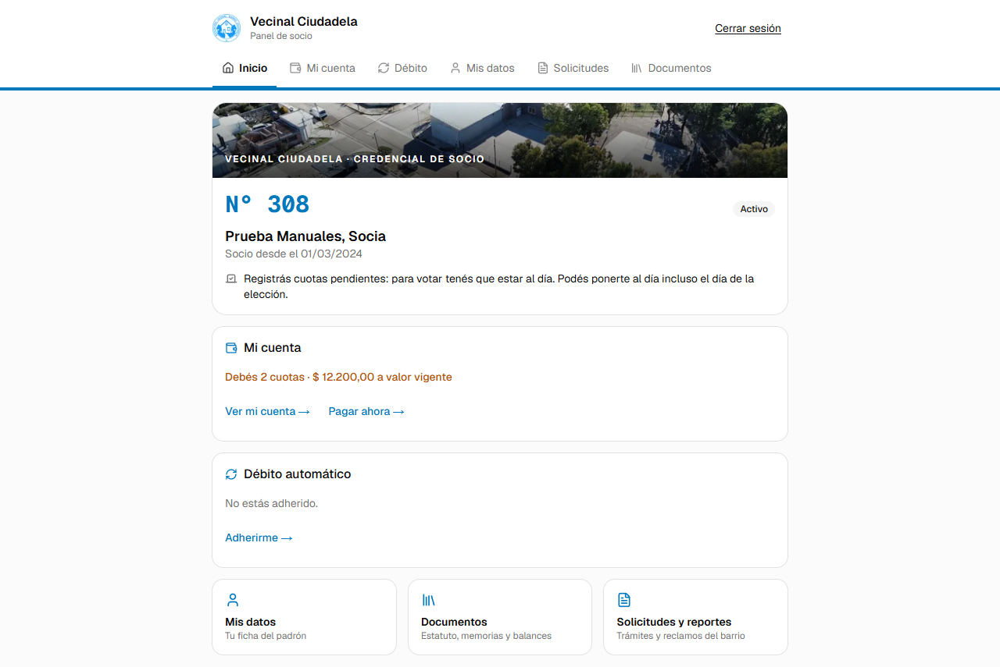 Vecinal Ciudadela
Panel de socio
Cerrar sesión
Inicio
Mi cuenta
Débito
Mis datos
Solicitudes
Documentos
VECINAL CIUDADELA · CREDENCIAL DE SOCIO
N° 308
Activo
Prueba Manuales, Socia
Socio desde el 01/03/2024
Registrás cuotas pendientes: para votar tenés que estar al día. Podés ponerte al día incluso el día de la
elección.
Mi cuenta
Debés 2 cuotas · $ 12.200,00 a valor vigente
Ver mi cuenta →
Pagar ahora →
Débito automático
No estás adherido.
Adherirme →
Mis datos
Tu ficha del padrón
Documentos
Estatuto, memorias y balances
Solicitudes y reportes
Trámites y reclamos del barrio